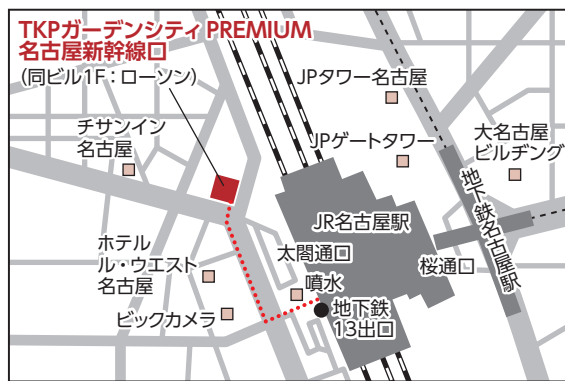 TKPガーデンシティ PREMIUM
名古屋新幹線口
(同ビル1F：ローソン)
JPタワー名古屋
チサンイン
名古屋
JPゲートタワー
大名古屋
ビルヂング
JR名古屋駅
地下鉄名古屋駅
太閤通口
桜通口
ホテル
ル・ウエスト
名古屋
噴水
ビックカメラ
地下鉄
13出口